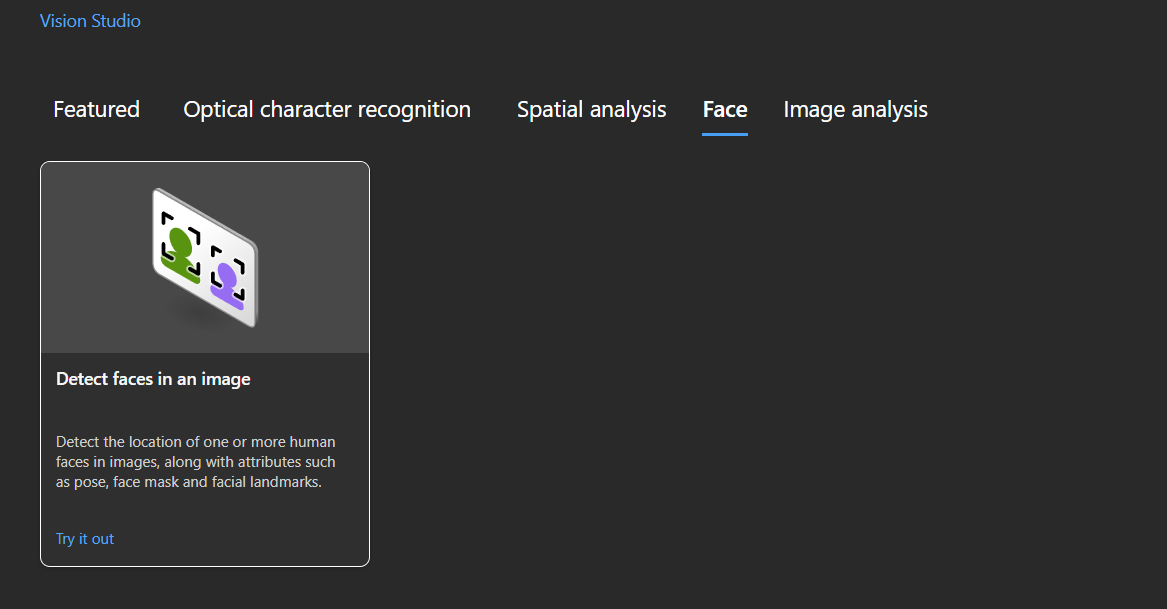 Vision Studio
Featured Optical character recognition Spatial analysis Face Image analysis
Detect faces in an image
Detect the location of one or more human
faces in images, along with attributes such
as pose, face mask and facial landmarks.
Try it out